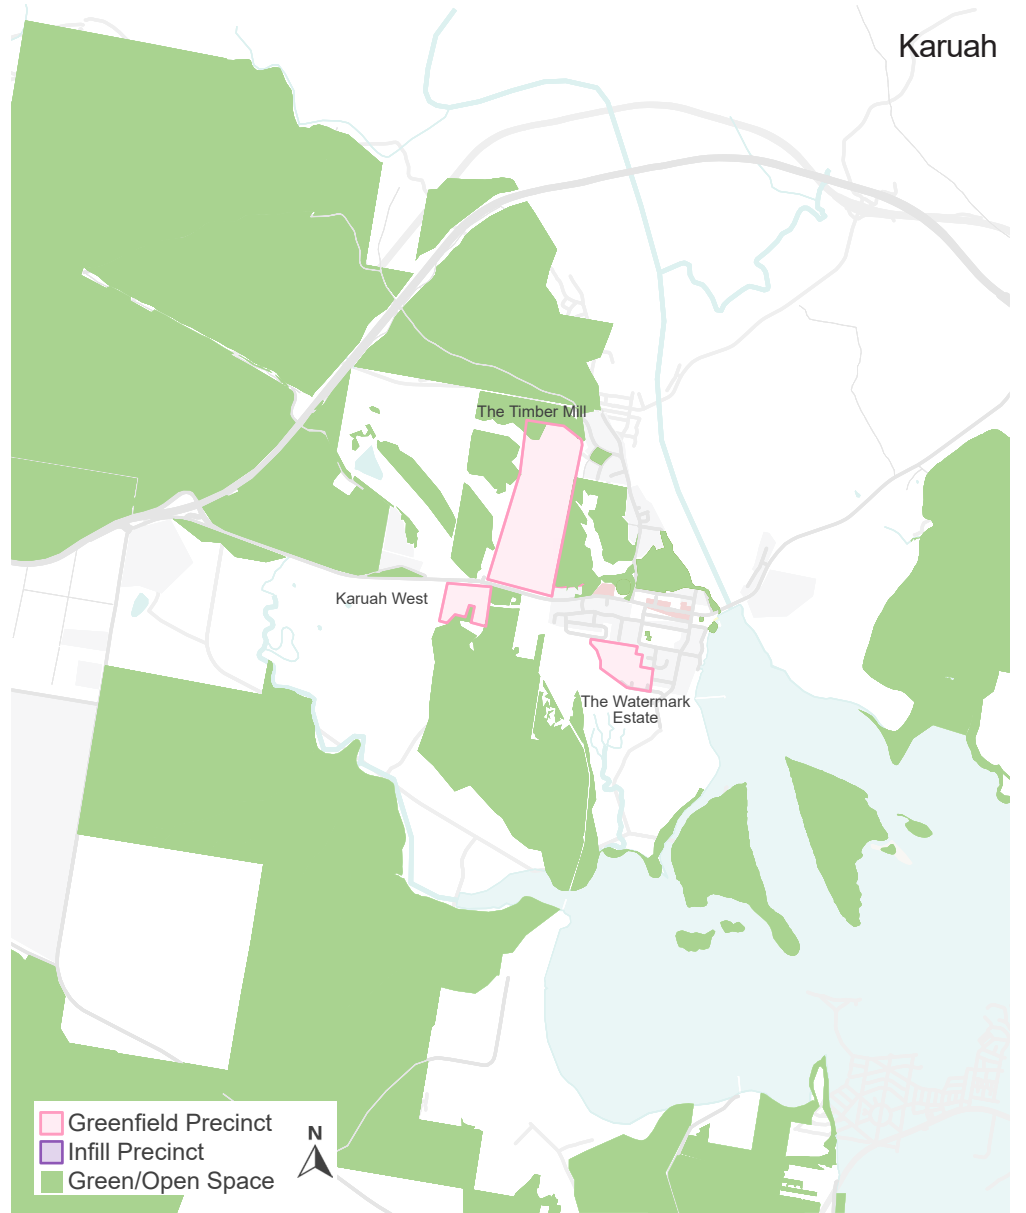 Karuah
The Timber Mill
Karuah West
The Watermark
Estate
Greenfield Precinct
Infill Precinct
Green/Open Space
N